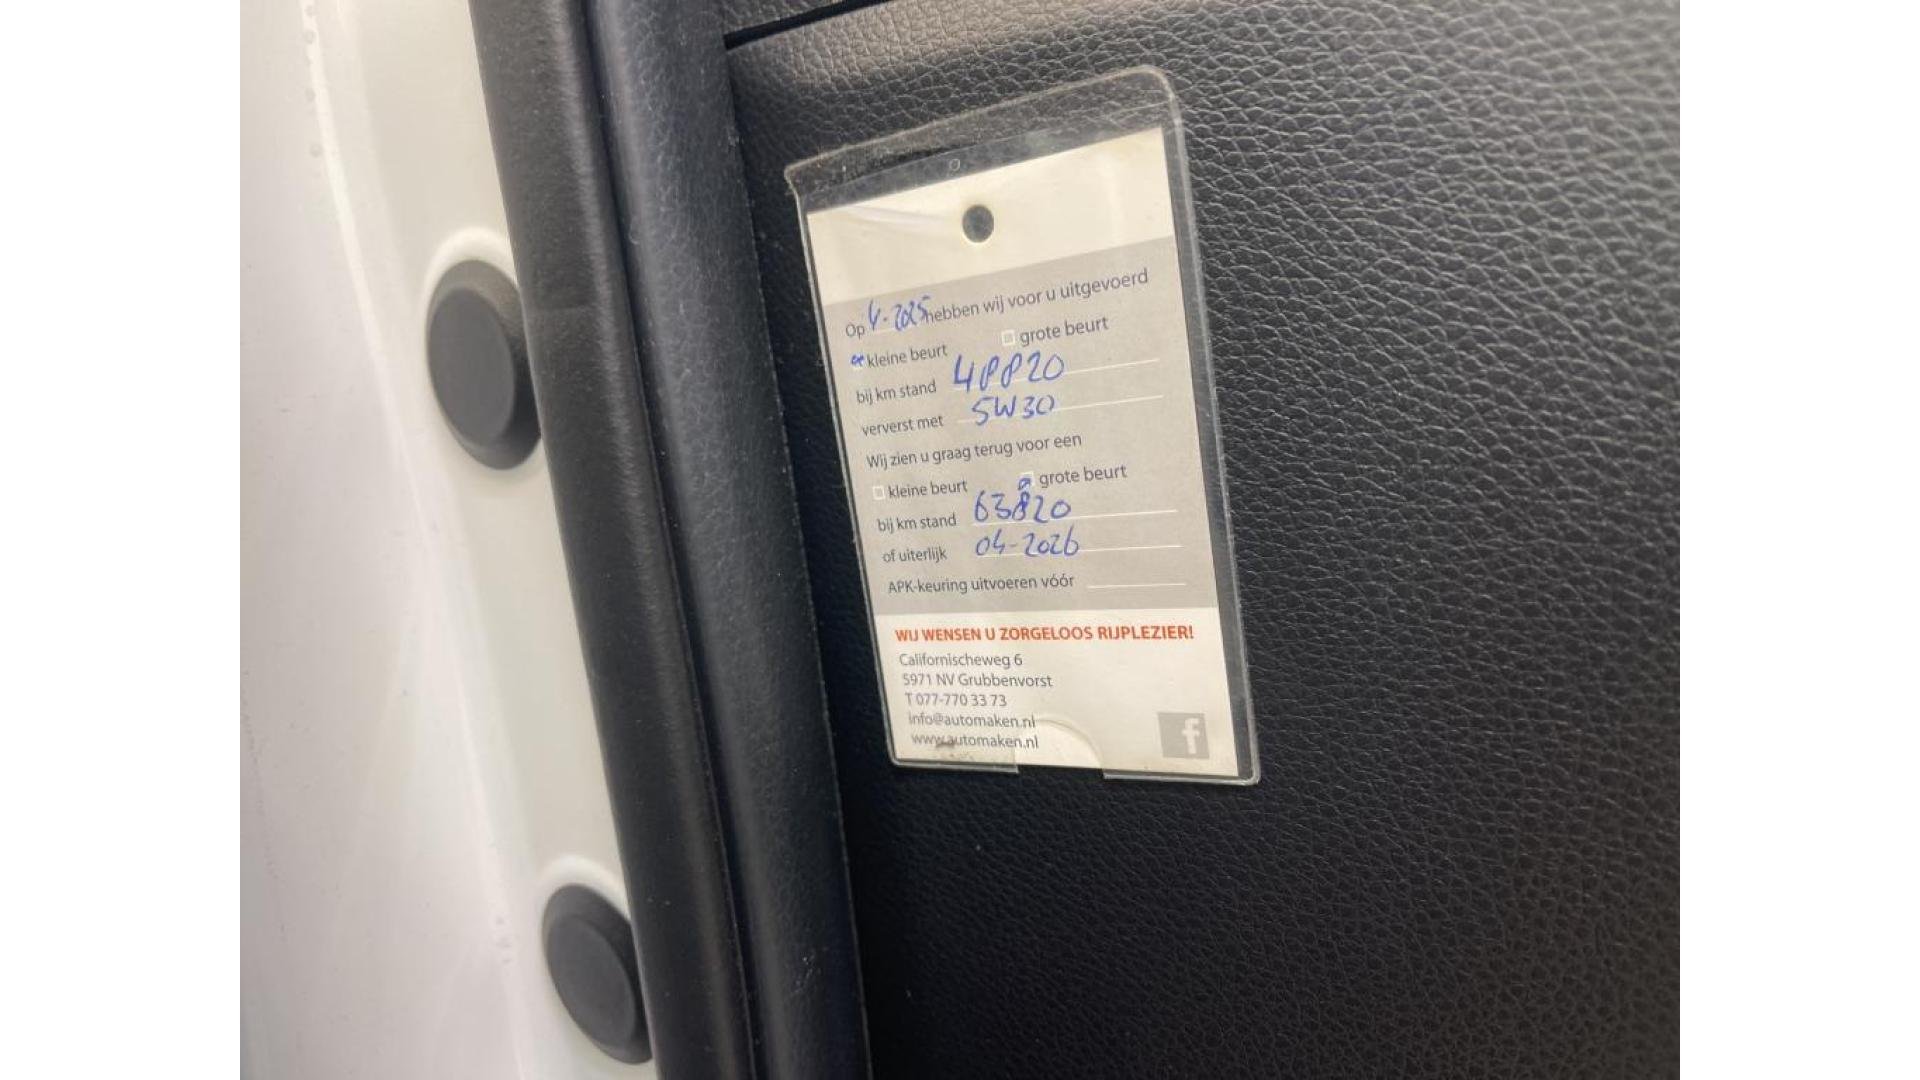 Op 4-2025 hebben wij voor u uitgevoerd
kleine beurt grote beurt
bij km stand 48820
ververst met 5W30
Wij zien u graag terug voor een
kleine beurt grote beurt
bij km stand 63820
of uiterlijk 04-2026
APK-keuring uitvoeren vóór
WIJ WENSEN U ZORGELOOS RIJPLEZIER!
Californischeweg 6
5971 NV Grubbenvorst
T 077-770 33 73
info@automaken.nl
www.automaken.nl
f